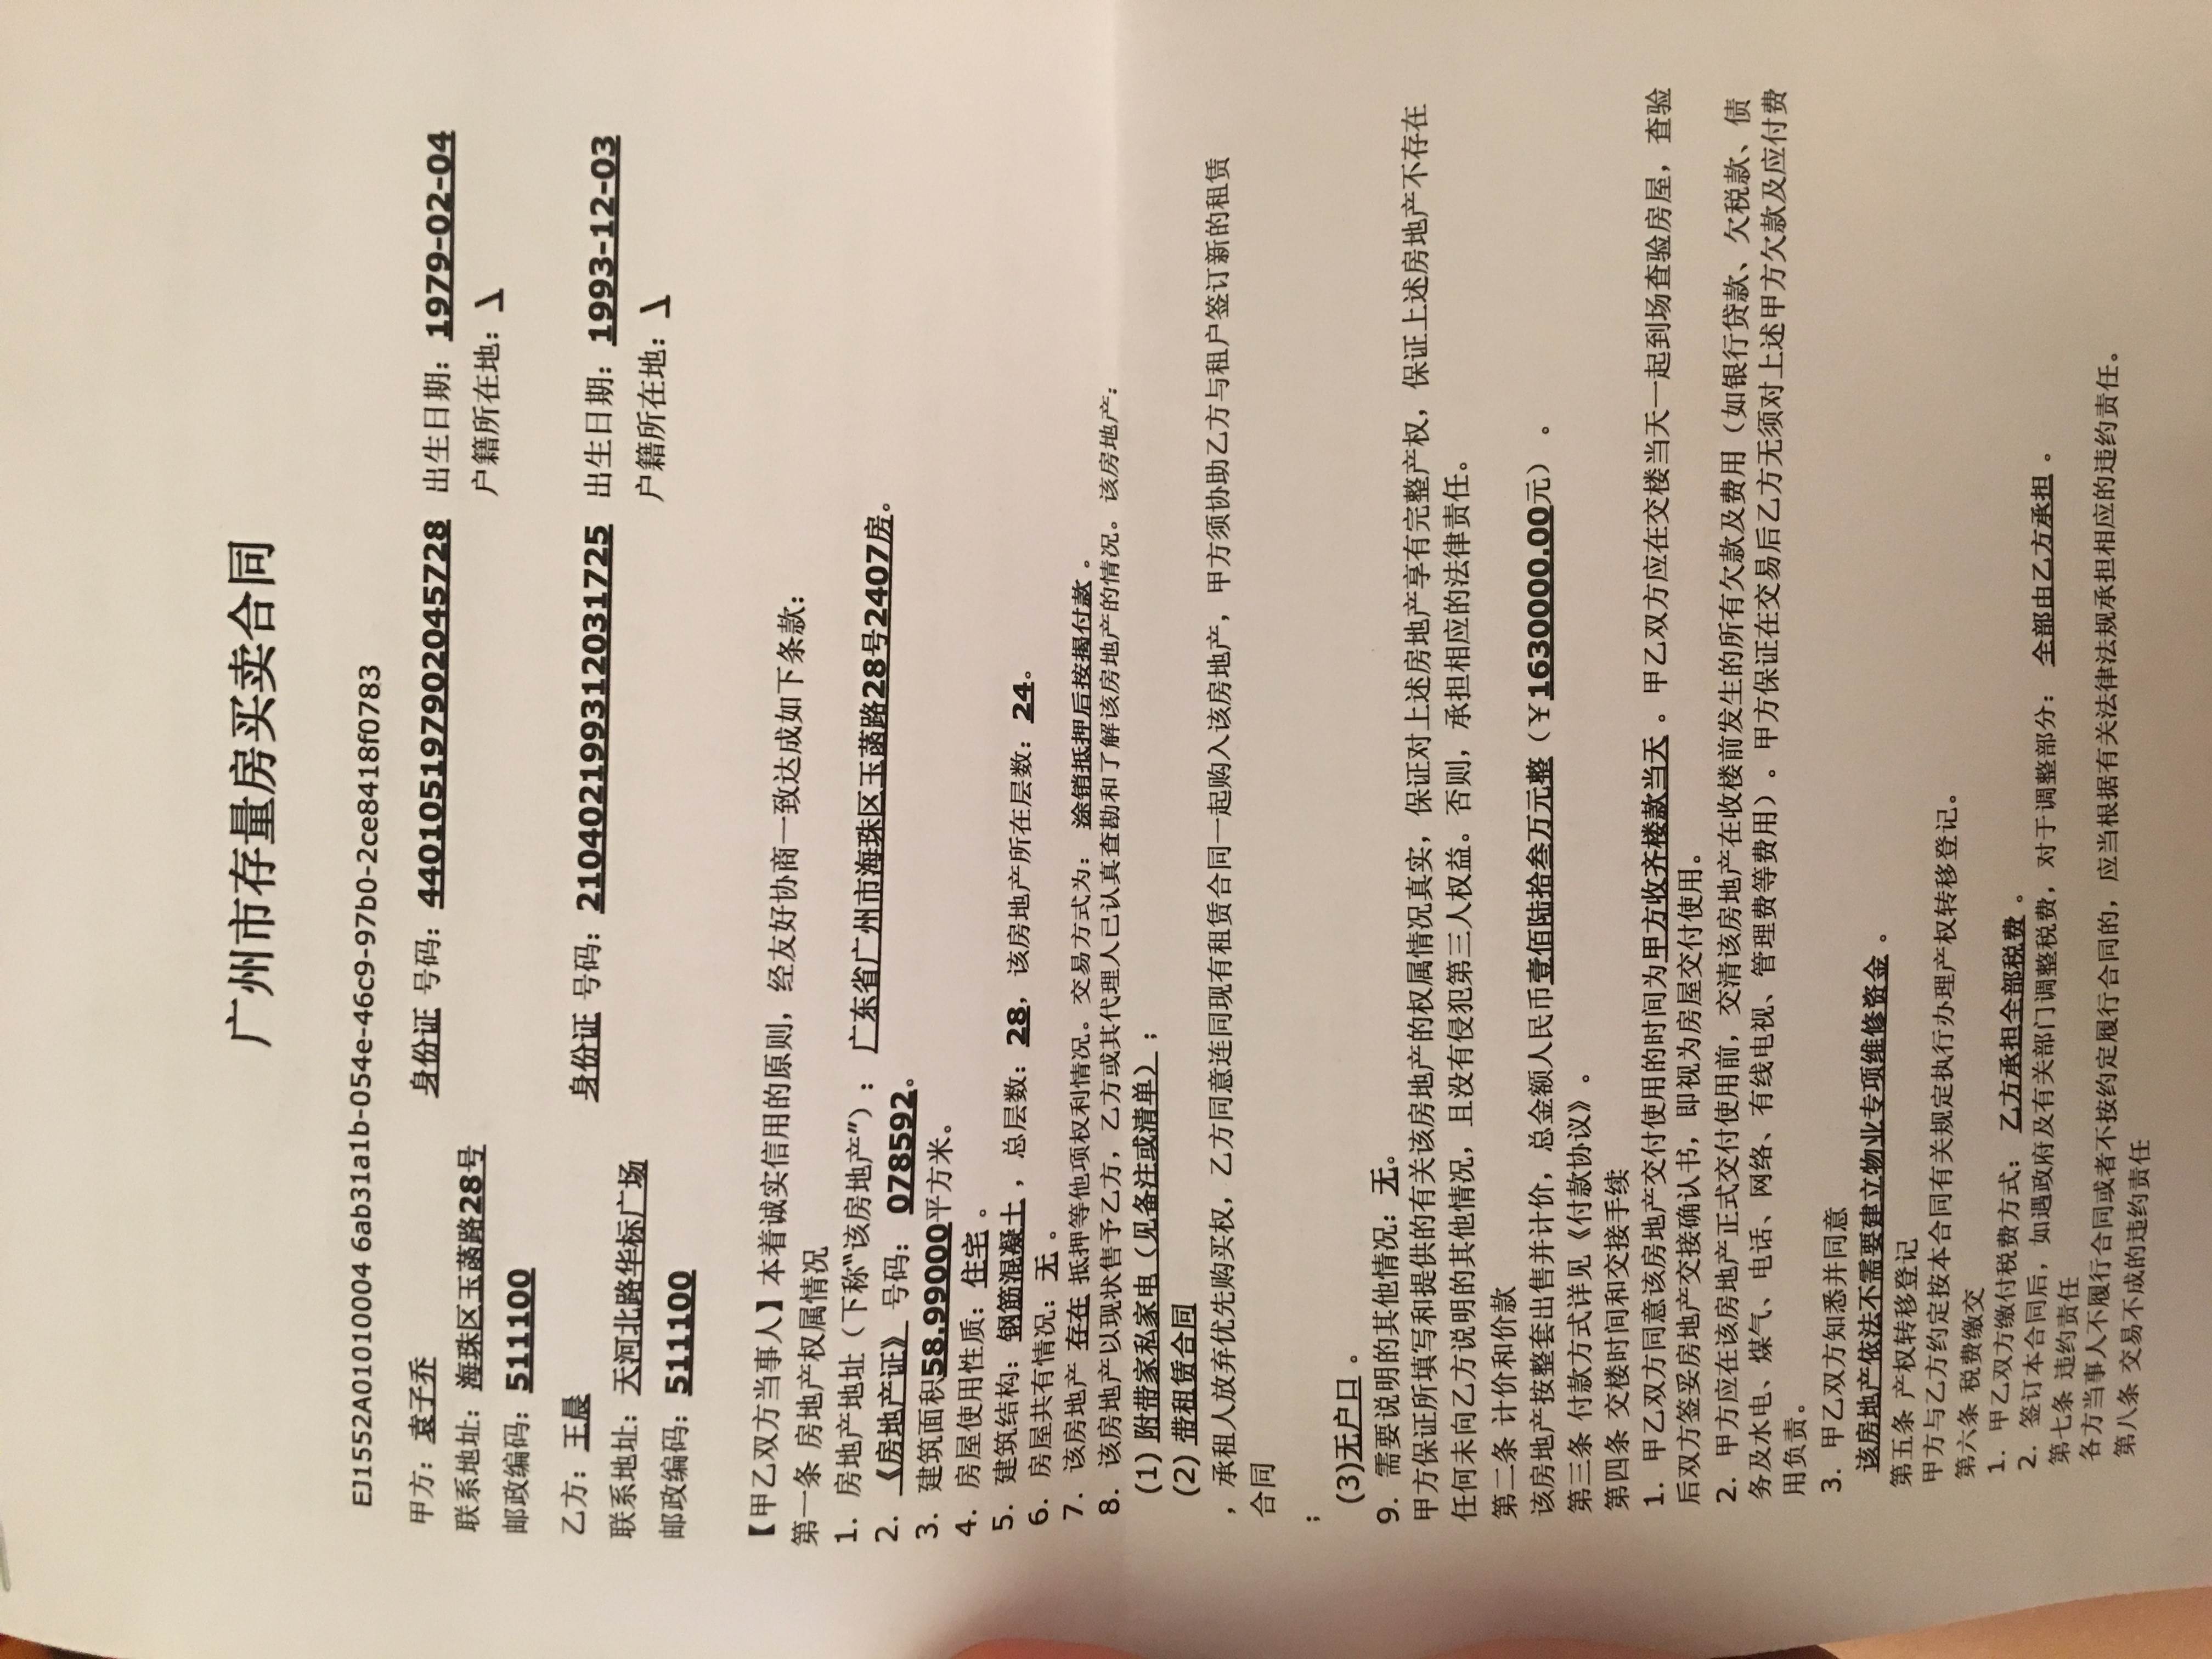 广州市存量房买卖合同
EJ1552A01010004 6ab31a1b-054e-46c9-97b0-2ce8418f0783
甲方：袁子乔 身份证 号码：440105197902045728 出生日期：1979-02-04
联系地址：海珠区玉菡路28号 户籍所在地：\
邮政编码：511100
乙方：王晨 身份证 号码：210402199312031725 出生日期：1993-12-03
联系地址：天河北路华标广场 户籍所在地：\
邮政编码：511100
【甲乙双方当事人】本着诚实信用的原则，经友好协商一致达成如下条款：
第一条 房地产权属情况
1. 房地产地址（下称“该房地产”）：广东省广州市海珠区玉菡路28号2407房。
2. 《房地产证》 号码：078592。
3. 建筑面积58.99000平方米。
4. 房屋使用性质：住宅 。
5. 建筑结构：钢筋混凝土 ，总层数：28，该房地产所在层数：24。
6. 房屋共有情况：无 。
7. 该房地产 存在 抵押等他项权利情况。交易方式为： 涂销抵押后按揭付款 。
8. 该房地产以现状售予乙方，乙方或其代理人已认真查勘和了解该房地产的情况。该房地产：
(1) 附带家私家电（见备注或清单） ；
(2) 带租赁合同
，承租人放弃优先购买权，乙方同意连同现有租赁合同一起购入该房地产，甲方须协助乙方与租户签订新的租赁
合同
；
(3)无户口 。
9. 需要说明的其他情况：无。
甲方保证所填写和提供的有关该房地产的权属情况真实，保证对上述房地产享有完整产权，保证上述房地产不存在
任何未向乙方说明的其他情况，且没有侵犯第三人权益。否则，承担相应的法律责任。
第二条 计价和价款
该房地产按整套出售并计价，总金额人民币壹佰陆拾叁万元整（￥1630000.00元） 。
第三条 付款方式详见《付款协议》 。
第四条 交楼时间和交接手续
1. 甲乙双方同意该房地产交付使用的时间为甲方收齐楼款当天 。甲乙双方应在交楼当天一起到场查验房屋，查验
后双方签妥房地产交接确认书，即视为房屋交付使用。
2. 甲方应在该房地产正式交付使用前，交清该房地产在收楼前发生的所有欠款及费用（如银行贷款、欠税款、债
务及水电、煤气、电话、网络、有线电视、管理费等费用）。甲方保证在交易后乙方无须对上述甲方欠款及应付费
用负责。
3. 甲乙双方知悉并同意
该房地产依法不需要建立物业专项维修资金 。
第五条 产权转移登记
甲方与乙方约定按本合同有关规定执行办理产权转移登记。
第六条 税费缴交
1. 甲乙双方缴付税费方式： 乙方承担全部税费 。
2. 签订本合同后，如遇政府及有关部门调整税费，对于调整部分： 全部由乙方承担 。
第七条 违约责任
各方当事人不履行合同或者不按约定履行合同的，应当根据有关法律法规承担相应的违约责任。
第八条 交易不成的违约责任